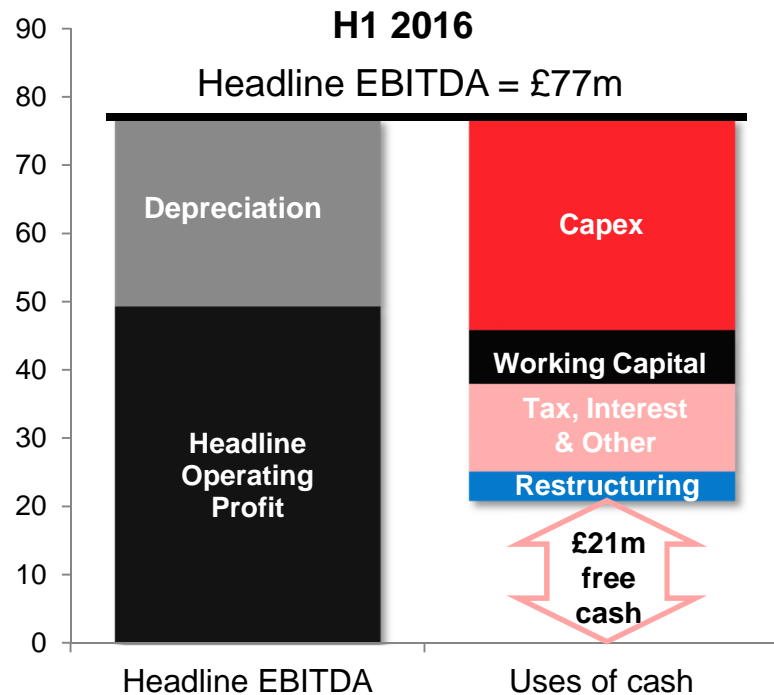 H1 2016
Headline EBITDA = £77m
90
80
70
60
50
40
30
20
10
0
Depreciation
Headline
Operating
Profit
Capex
Working Capital
Tax, Interest
& Other
Restructuring
£21m
free
cash
Headline EBITDA
Uses of cash